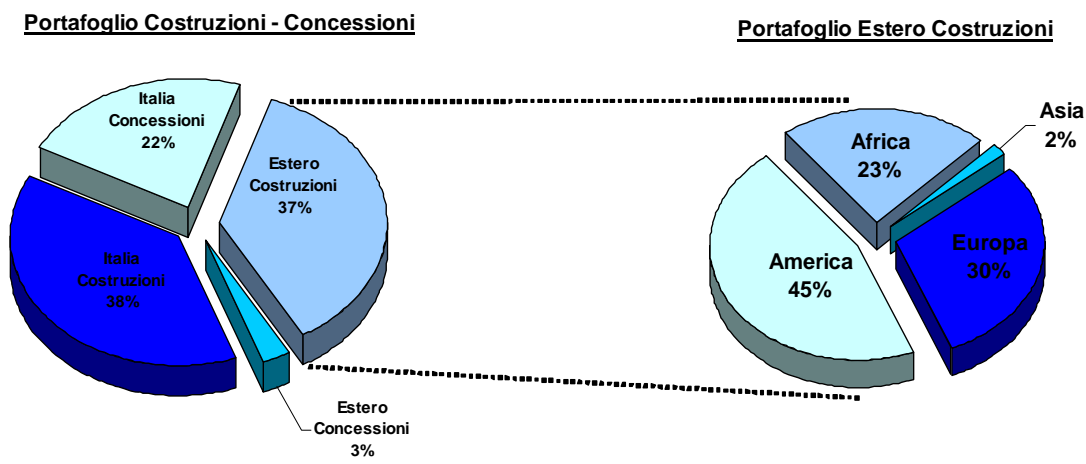 Portafoglio Costruzioni - Concessioni
Italia
Concessioni
22%
Estero
Costruzioni
37%
Italia
Costruzioni
38%
Estero
Concessioni
3%
Portafoglio Estero Costruzioni
Africa
23%
Asia
2%
America
45%
Europa
30%